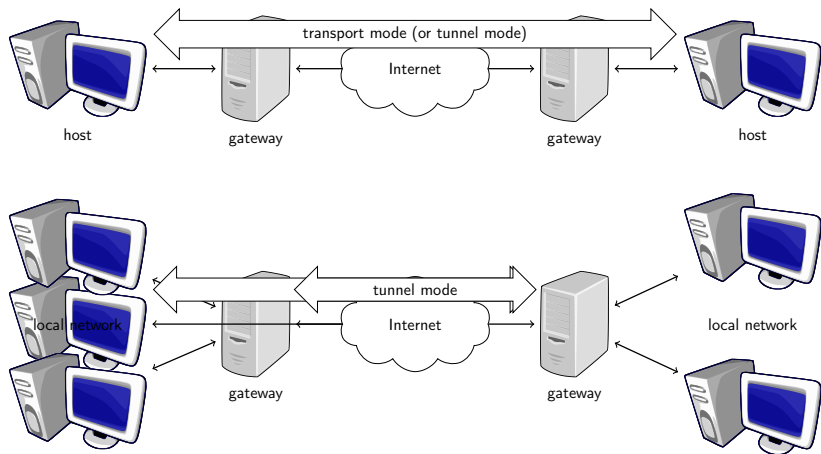 transport mode (or tunnel mode)
Internet
host
gateway
gateway
host
tunnel mode
local network
Internet
local network
gateway
gateway